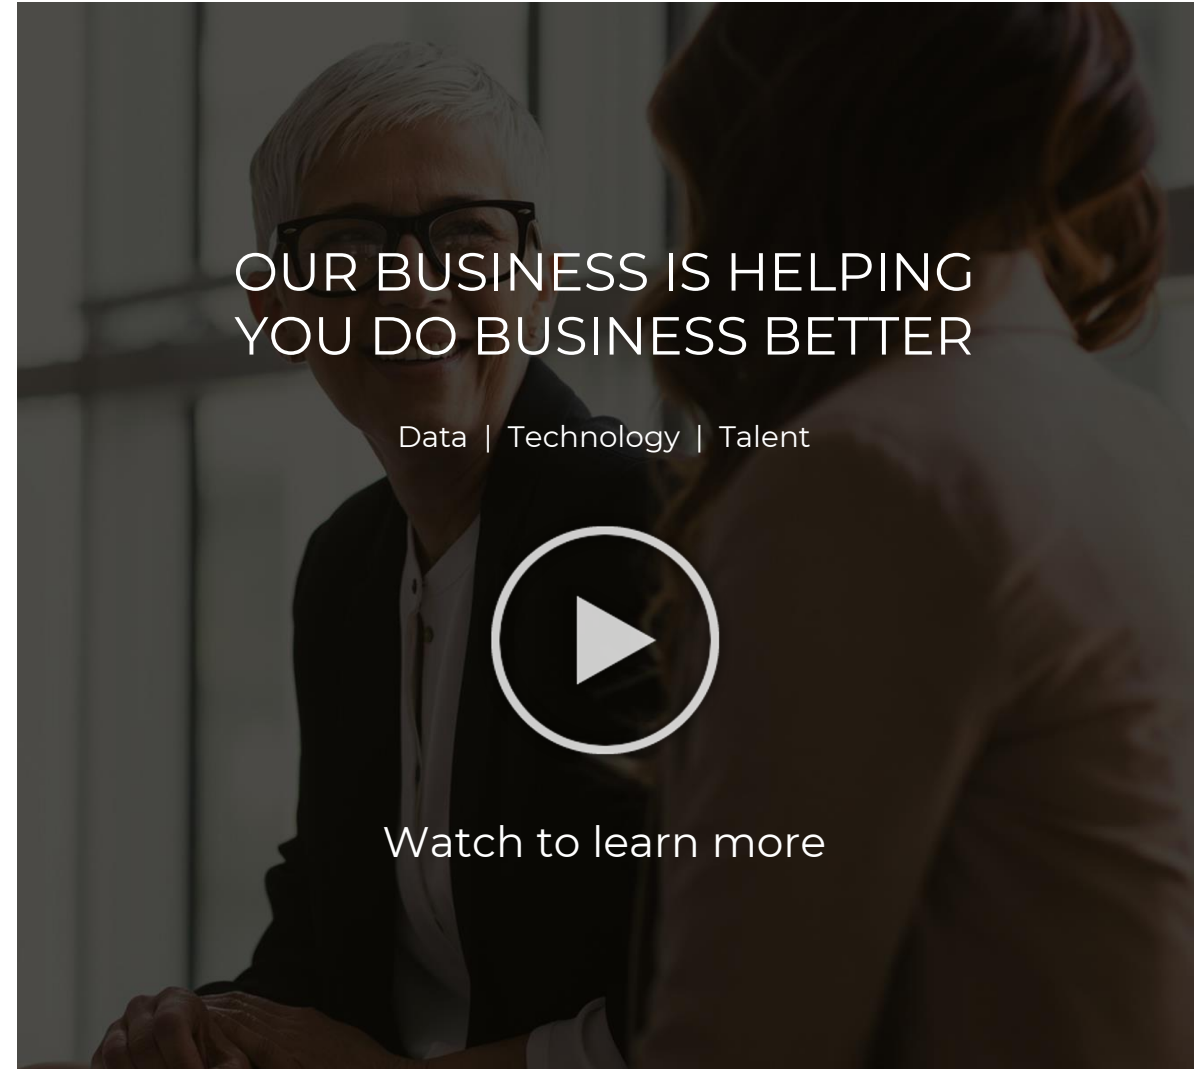 OUR BUSINESS IS HELPING
YOU DO BUSINESS BETTER
Data | Technology | Talent
Watch to learn more